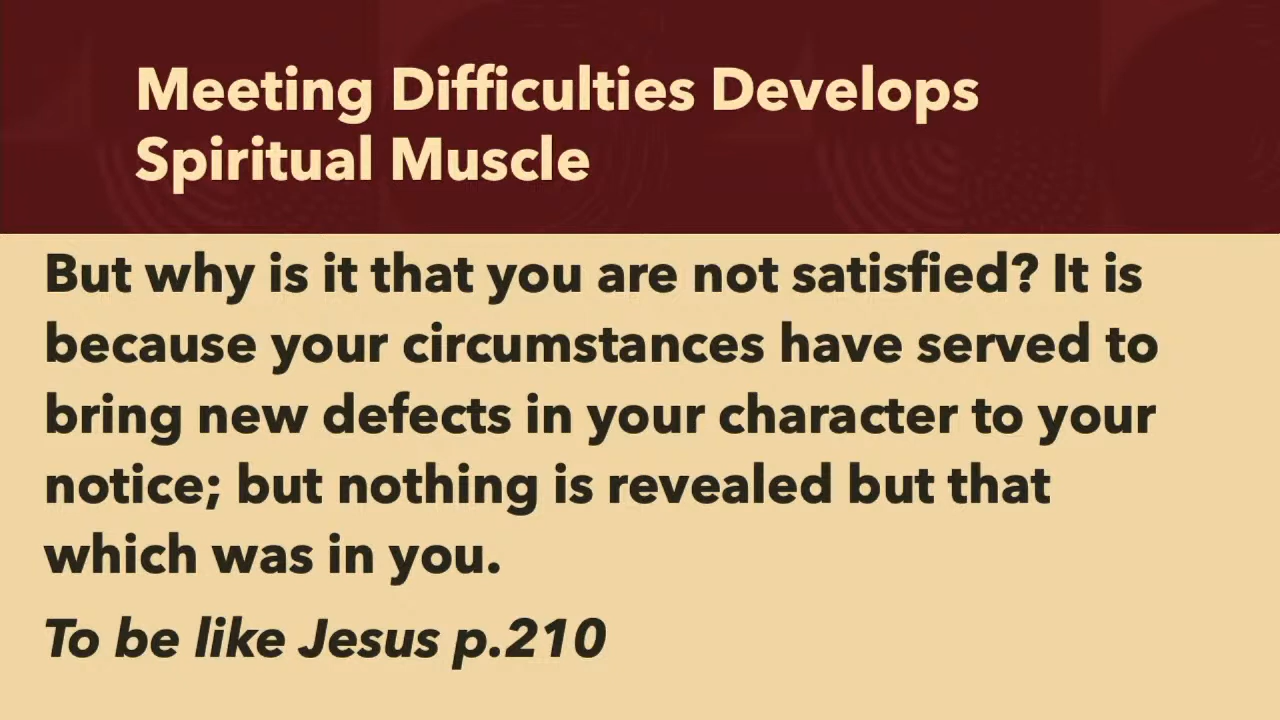 Meeting Difficulties Develops
Spiritual Muscle
But why is it that you are not satisfied? It is
because your circumstances have served to
bring new defects in your character to your
notice; but nothing is revealed but that
which was in you.
To be like Jesus p.210